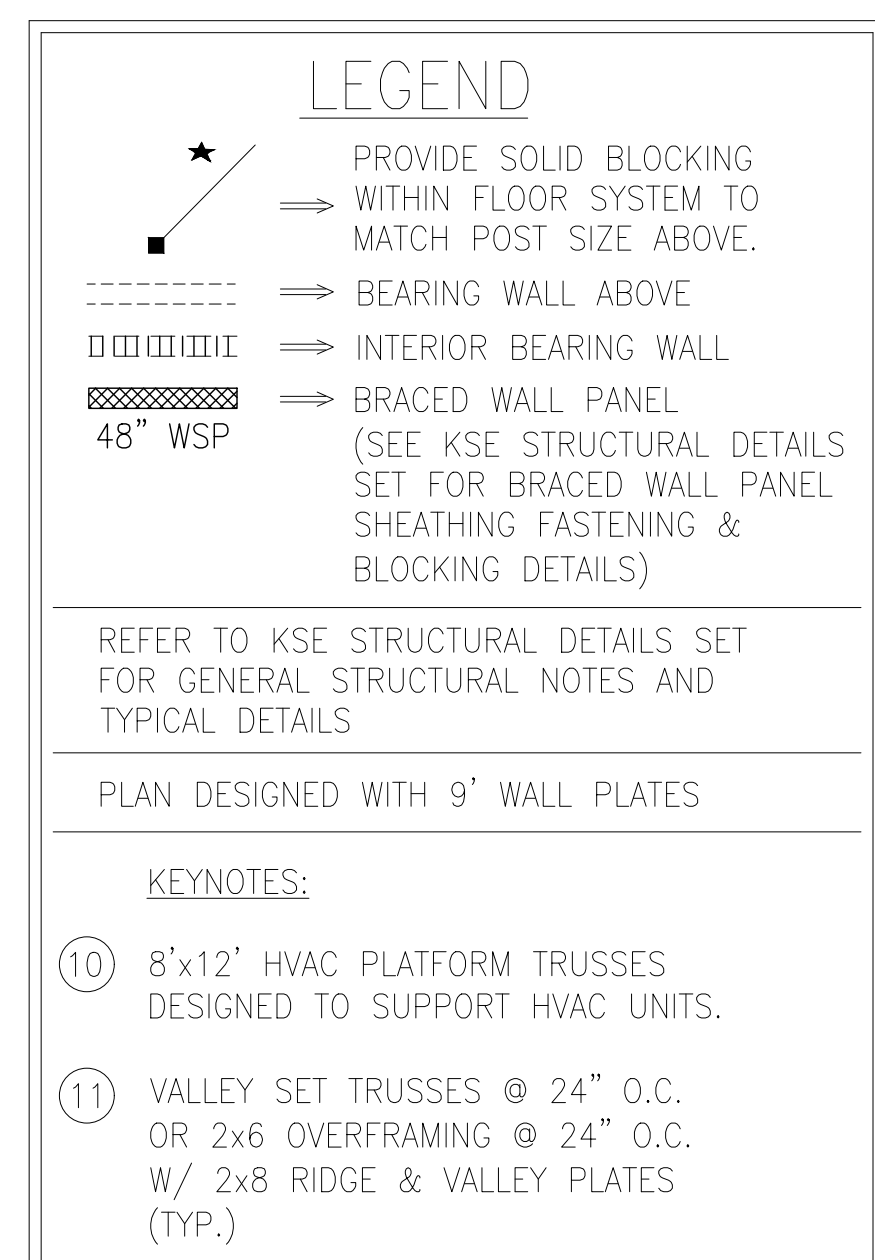 LEGEND
PROVIDE SOLID BLOCKING
WITHIN FLOOR SYSTEM TO
MATCH POST SIZE ABOVE.
BEARING WALL ABOVE
INTERIOR BEARING WALL
BRACED WALL PANEL
48" WSP
(SEE KSE STRUCTURAL DETAILS
SET FOR BRACED WALL PANEL
SHEATHING FASTENING &
BLOCKING DETAILS)
REFER TO KSE STRUCTURAL DETAILS SET
FOR GENERAL STRUCTURAL NOTES AND
TYPICAL DETAILS
PLAN DESIGNED WITH 9' WALL PLATES
KEYNOTES:
10 8'x12' HVAC PLATFORM TRUSSES
DESIGNED TO SUPPORT HVAC UNITS.
11 VALLEY SET TRUSSES @ 24" O.C.
OR 2x6 OVERFRAMING @ 24" O.C.
W/ 2x8 RIDGE & VALLEY PLATES
(TYP.)